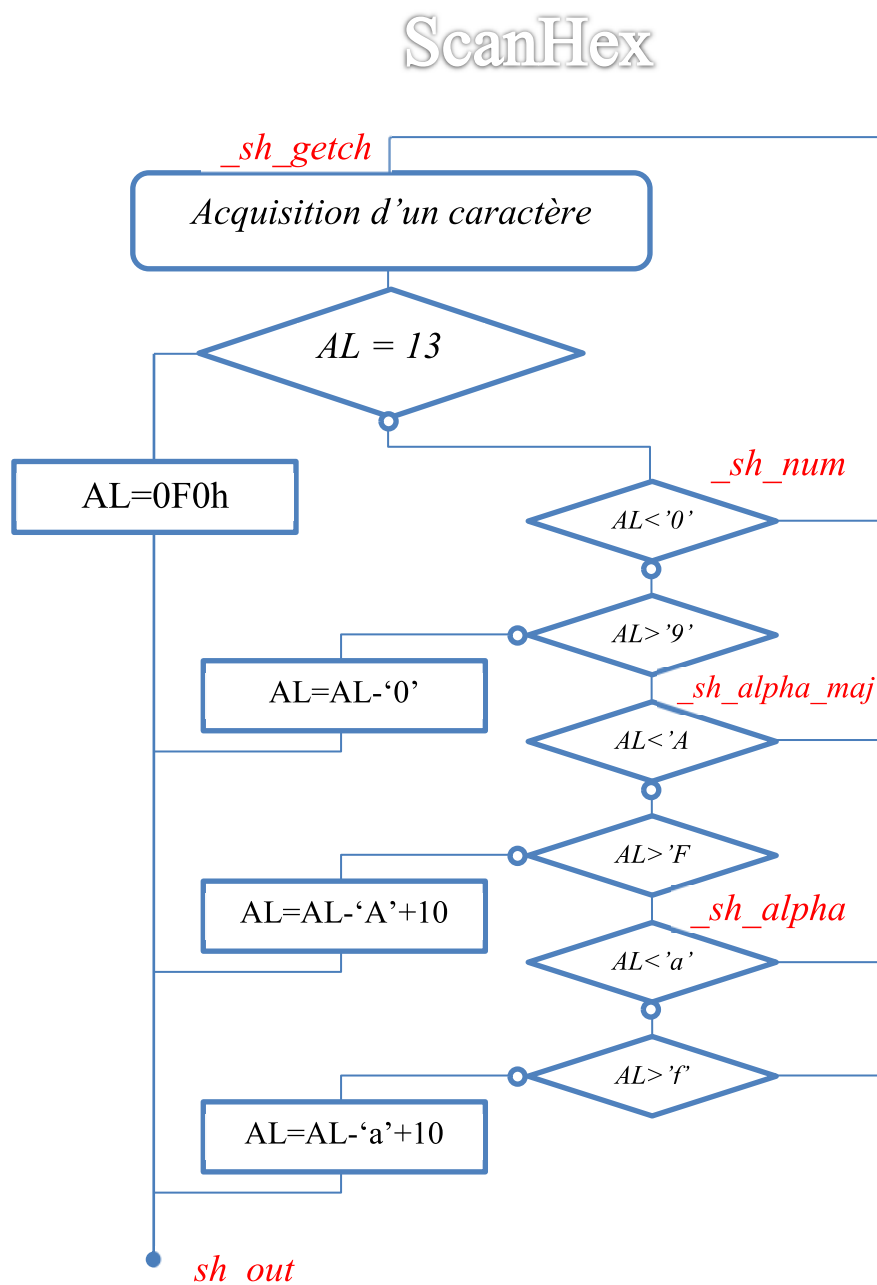 ScanHex
_sh_getch
Acquisition d’un caractère
AL = 13
AL=0F0h
_sh_num
AL<’0’
AL>’9’
AL=AL-‘0’
_sh_alpha_maj
AL<’A
AL>’F
AL=AL-‘A’+10
_sh_alpha
AL<’a’
AL>’f’
AL=AL-‘a’+10
sh_out